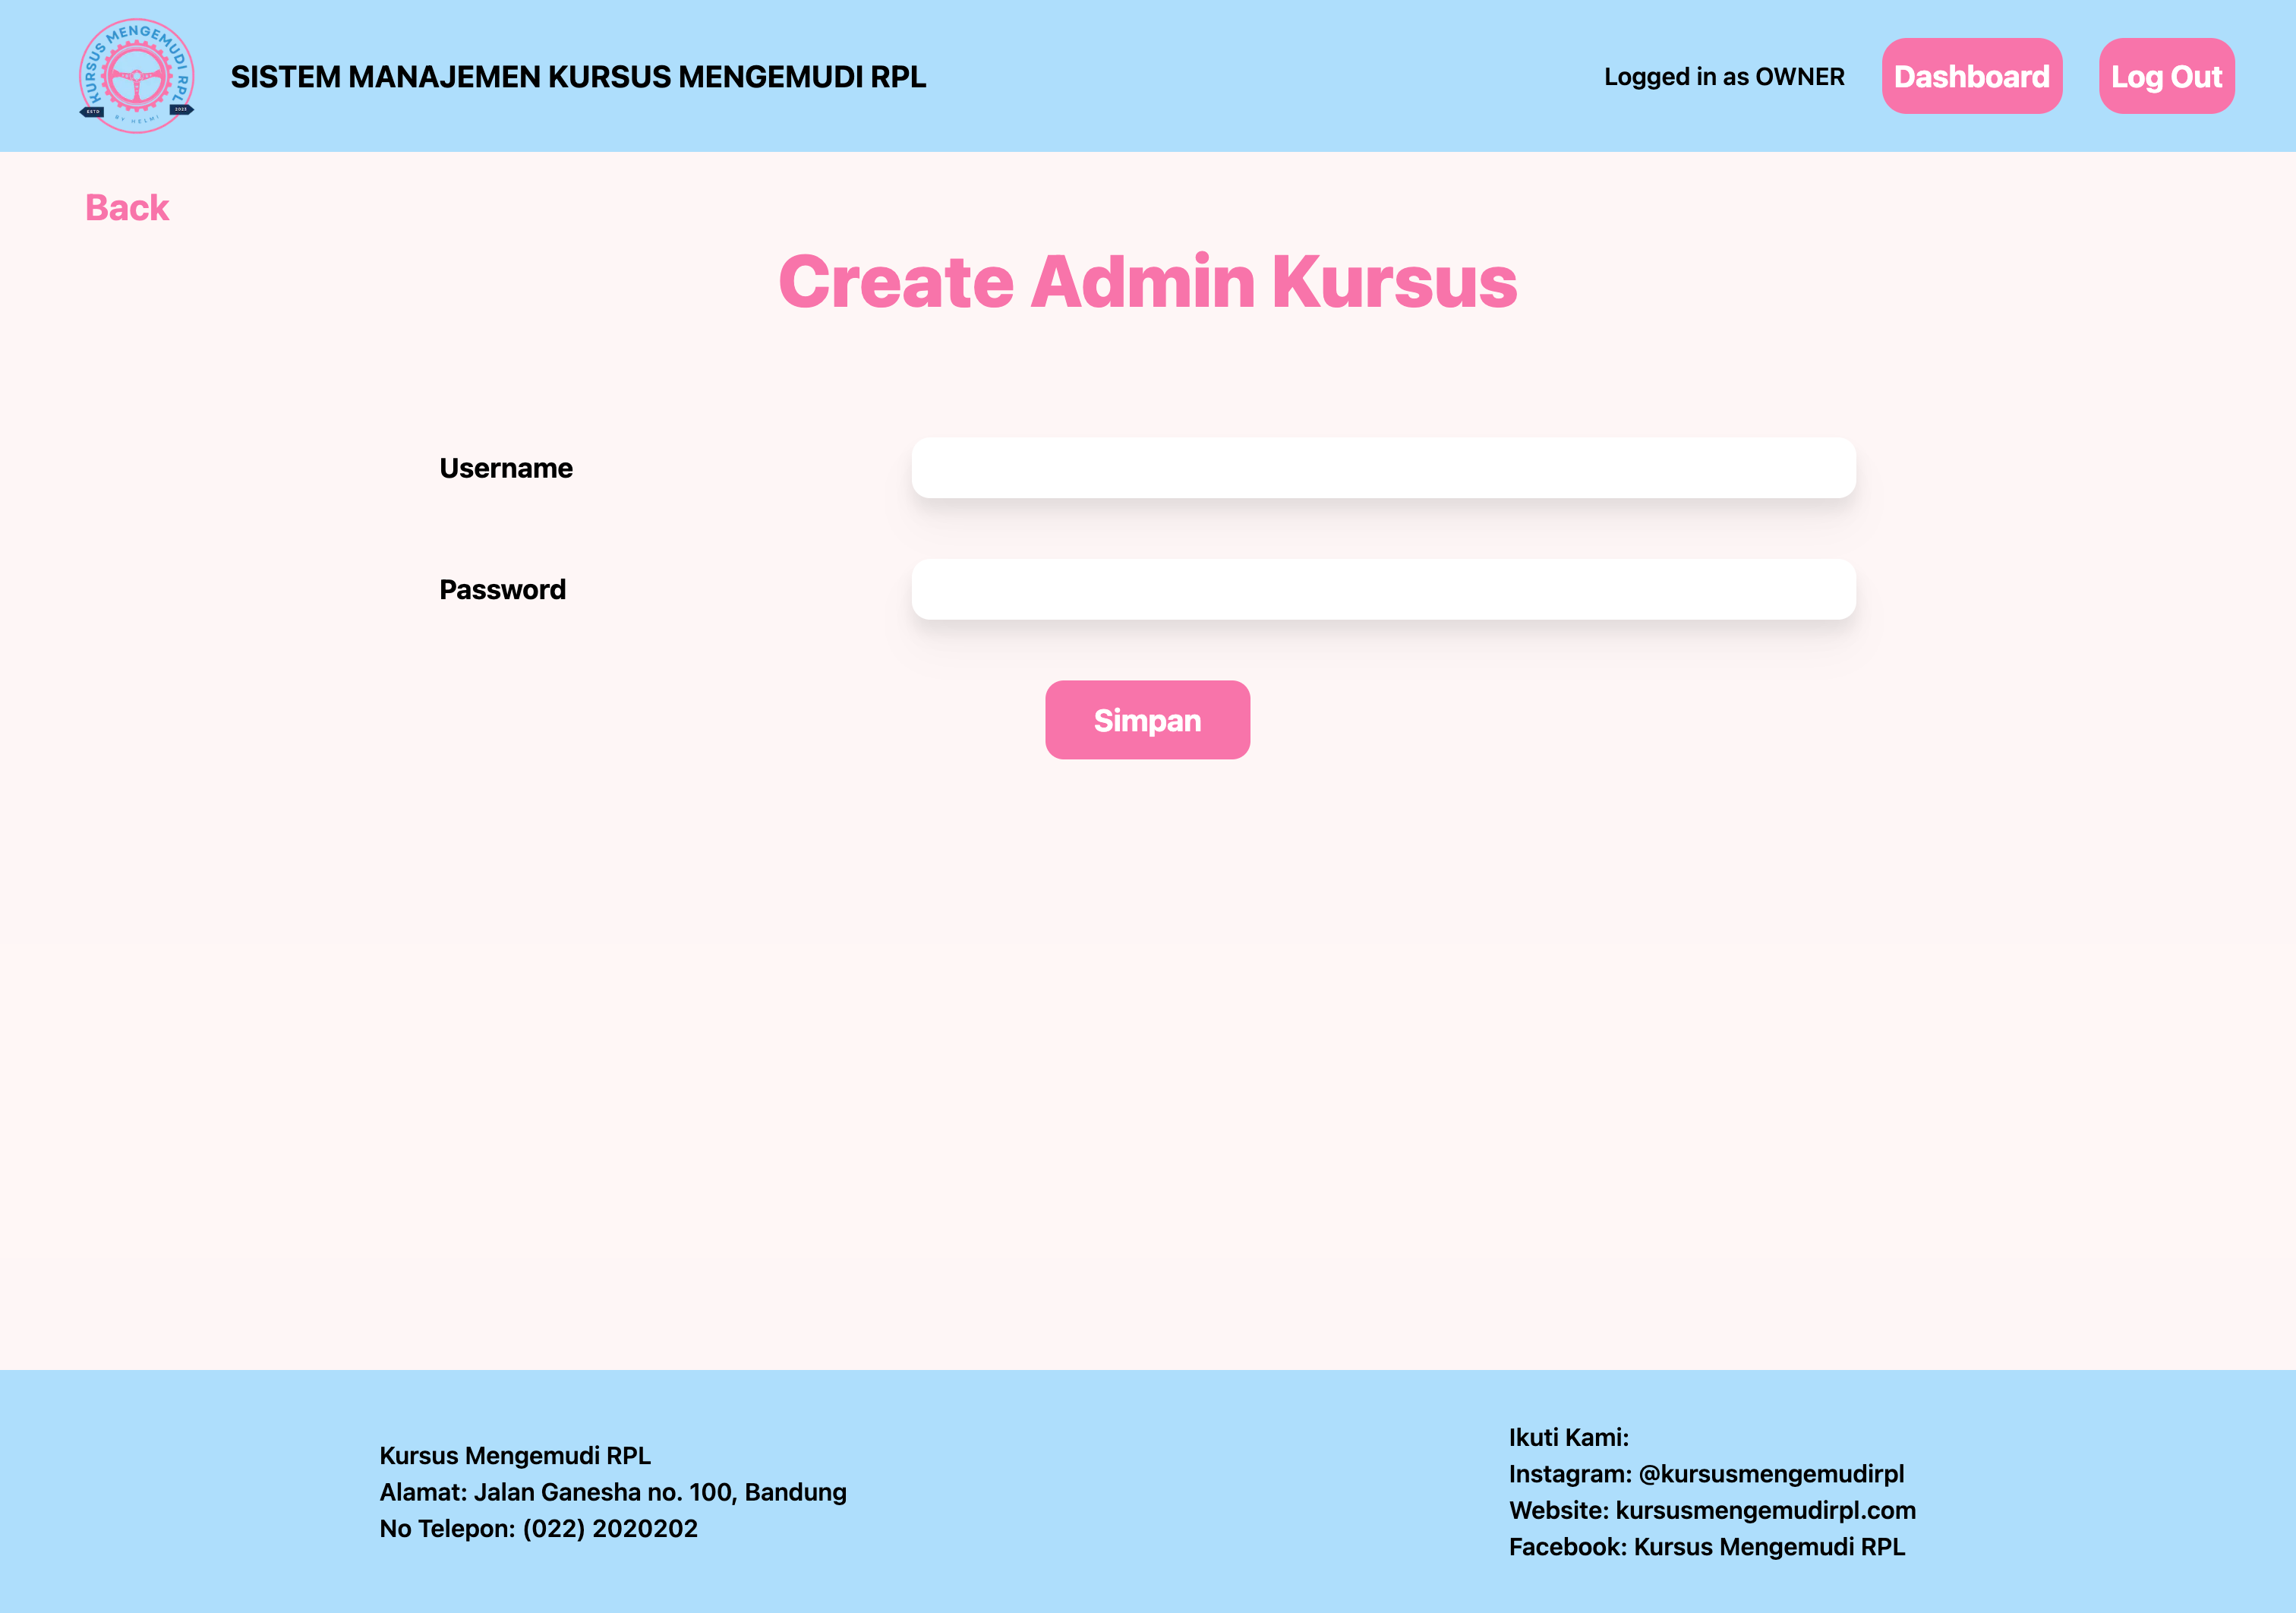 KURSUS MENGEMUDI RPL
ESTD
2023
BY HELMI
SISTEM MANAJEMEN KURSUS MENGEMUDI RPL
Logged in as OWNER
Dashboard
Log Out
Back
Create Admin Kursus
Username
Password
Simpan
Kursus Mengemudi RPL
Alamat: Jalan Ganesha no. 100, Bandung
No Telepon: (022) 2020202
Ikuti Kami:
Instagram: @kursusmengemudirpl
Website: kursusmengemudirpl.com
Facebook: Kursus Mengemudi RPL